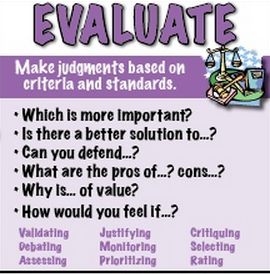 EVALUATE
Make judgments based on
criteria and standards.
• Which is more important?
• Is there a better solution to...?
• Can you defend...?
• What are the pros of...? cons...?
• Why is... of value?
• How would you feel if...?
Validating Justifying Critiquing
Debating Monitoring Selecting
Assessing Prioritizing Rating